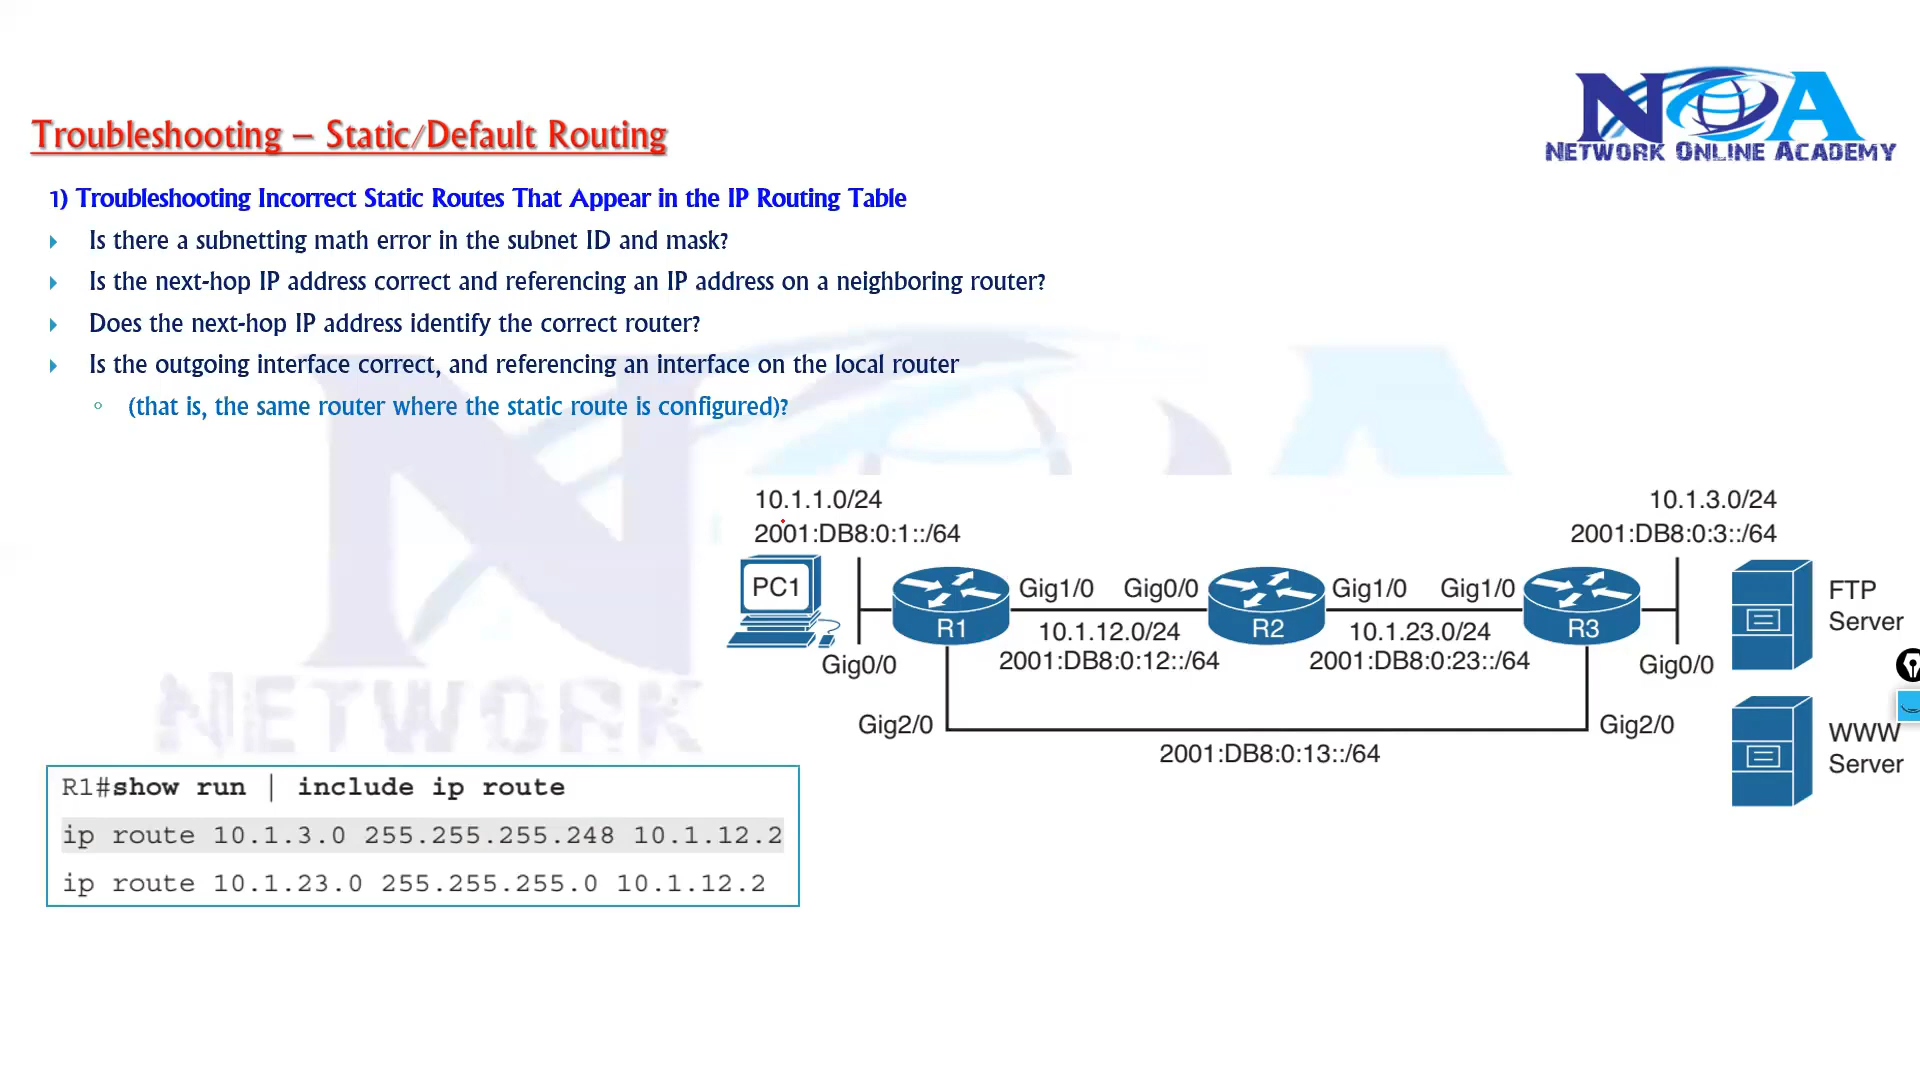 NOA
NETWORK ONLINE ACADEMY
Troubleshooting – Static/Default Routing
1) Troubleshooting Incorrect Static Routes That Appear in the IP Routing Table
Is there a subnetting math error in the subnet ID and mask?
Is the next-hop IP address correct and referencing an IP address on a neighboring router?
Does the next-hop IP address identify the correct router?
Is the outgoing interface correct, and referencing an interface on the local router
(that is, the same router where the static route is configured)?
10.1.1.0/24
2001:DB8:0:1::/64
10.1.3.0/24
2001:DB8:0:3::/64
PC1
R1
Gig1/0
Gig0/0
R2
Gig1/0
Gig1/0
R3
FTP
Server
10.1.12.0/24
2001:DB8:0:12::/64
10.1.23.0/24
2001:DB8:0:23::/64
Gig0/0
Gig0/0
Gig2/0
Gig2/0
2001:DB8:0:13::/64
WWW
Server
NETWORK
R1#show run | include ip route
ip route 10.1.3.0 255.255.255.248 10.1.12.2
ip route 10.1.23.0 255.255.255.0 10.1.12.2